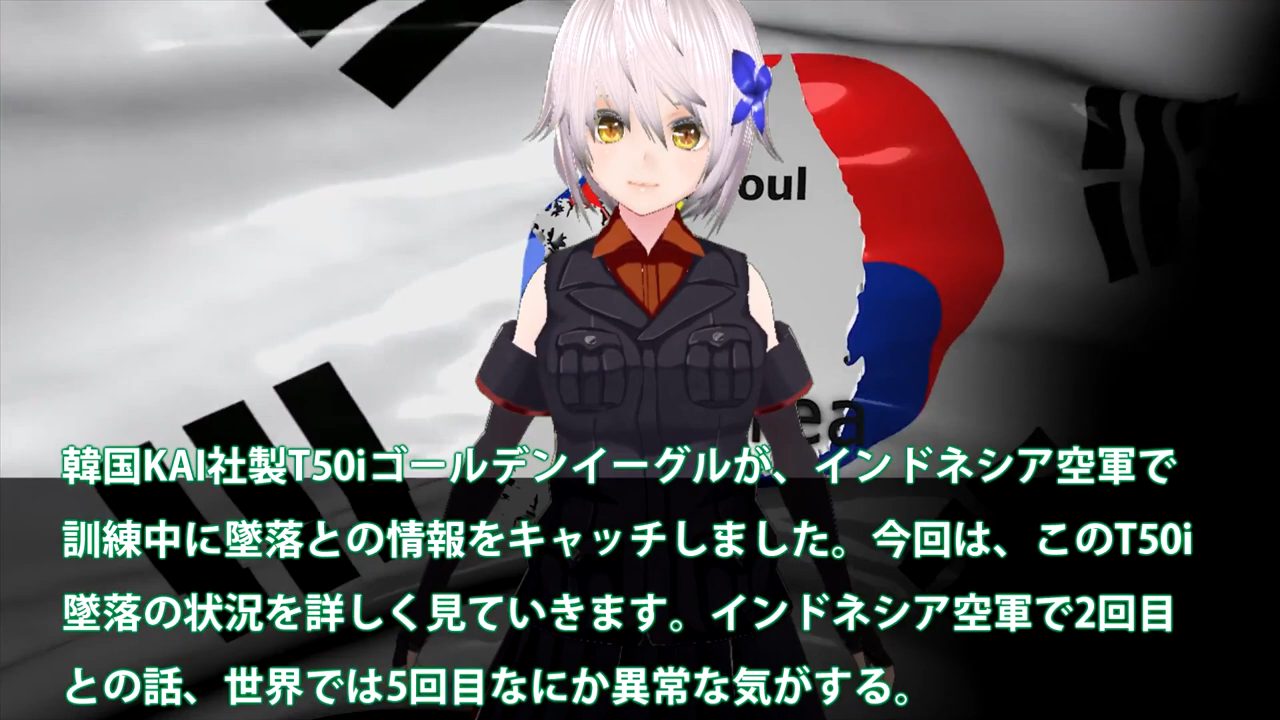 oul
ea
韓国KAI社製T50iゴールデンイーグルが、インドネシア空軍で
訓練中に墜落との情報をキャッチしました。今回は、このT50i
墜落の状況を詳しく見ていきます。インドネシア空軍で2回目
との話、世界では5回目なにか異常な気がする。